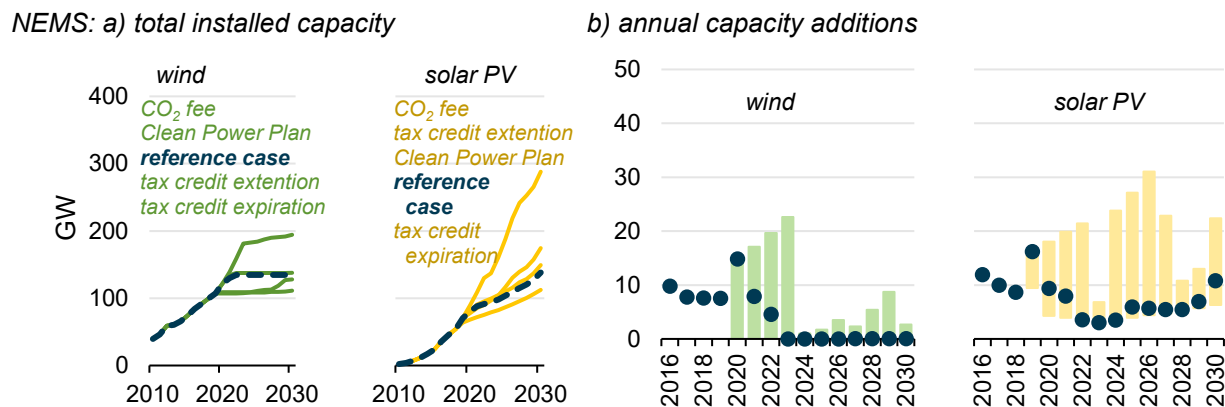 NEMS: a) total installed capacity
b) annual capacity additions
wind
solar PV
400
300
200
100
0
GW
CO₂ fee
Clean Power Plan
reference case
tax credit extention
tax credit expiration
CO₂ fee
tax credit extention
Clean Power Plan
reference
case
tax credit
expiration
2010
2020
2030
2010
2020
2030
50
40
30
20
10
0
wind
solar PV
2016
2018
2020
2022
2024
2026
2028
2030
2016
2018
2020
2022
2024
2026
2028
2030